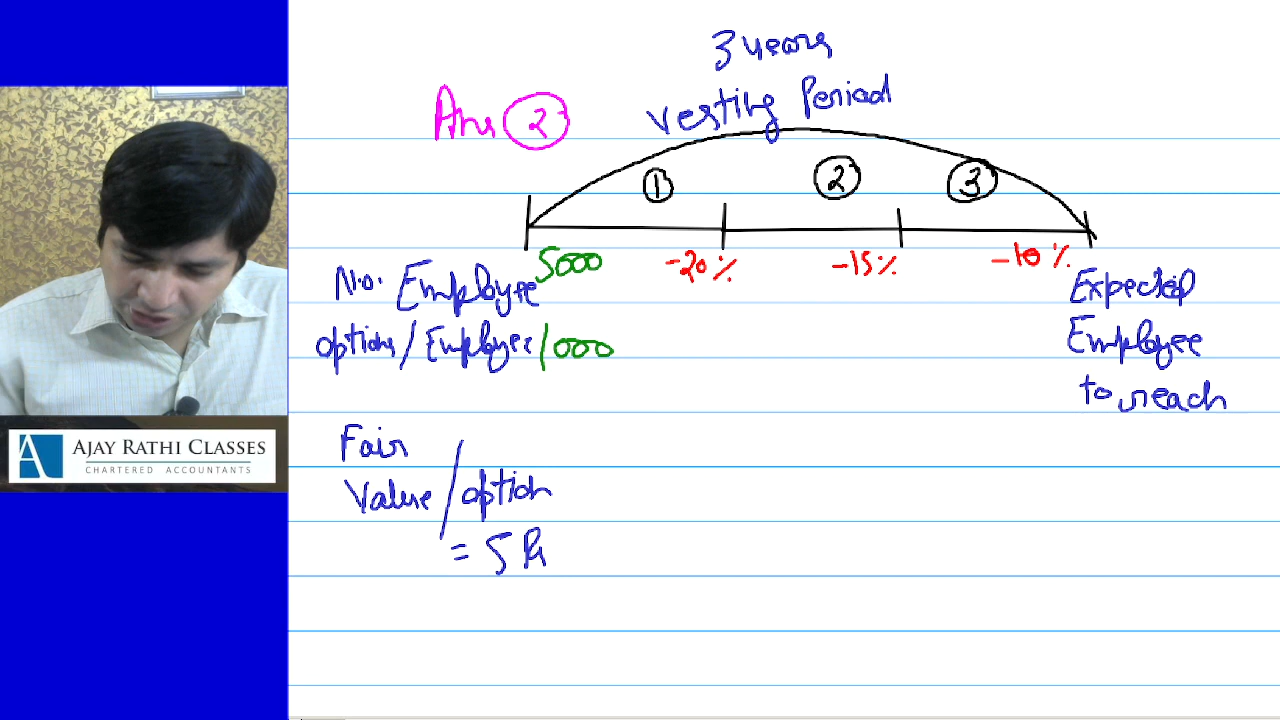 3 years
Vesting Period
Ans 2
1 2 3
5000 -20% -15% -10%
No. Employee
options/Employee 1000
Expected
Employee
to reach
Fair
Value/option
= 5
AJAY RATHI CLASSES
CHARTERED ACCOUNTANTS